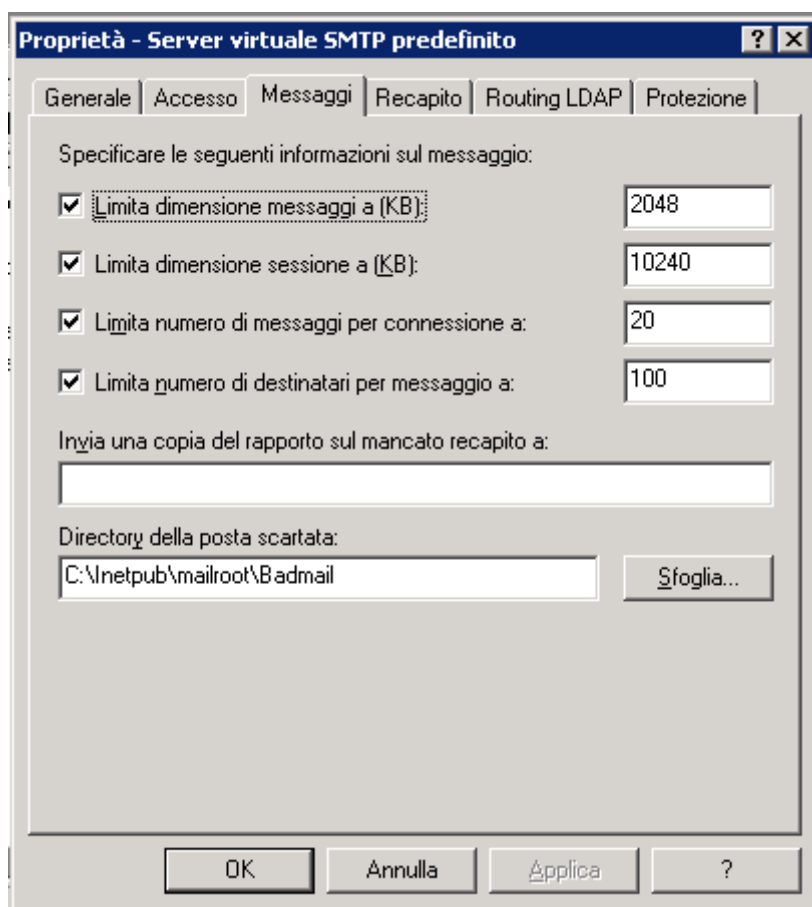 Proprietà - Server virtuale SMTP predefinito
Generale Accesso Messaggi Recapito Routing LDAP Protezione
Specificare le seguenti informazioni sul messaggio:
Limita dimensione messaggi a (KB): 2048
Limita dimensione sessione a (KB): 10240
Limita numero di messaggi per connessione a: 20
Limita numero di destinatari per messaggio a: 100
Invia una copia del rapporto sul mancato recapito a:
Directory della posta scartata:
C:\Inetpub\mailroot\Badmail Sfoglia...
OK Annulla Applica ?